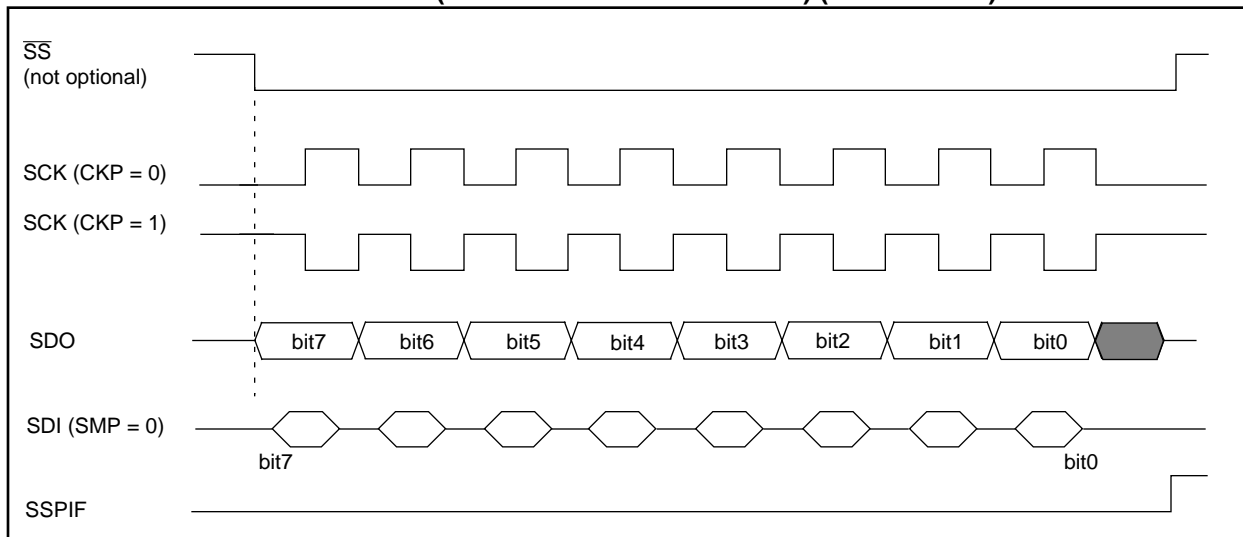 SS
(not optional)
SCK (CKP = 0)
SCK (CKP = 1)
SDO
bit7 bit6 bit5 bit4 bit3 bit2 bit1 bit0
SDI (SMP = 0)
bit7 bit0
SSPIF